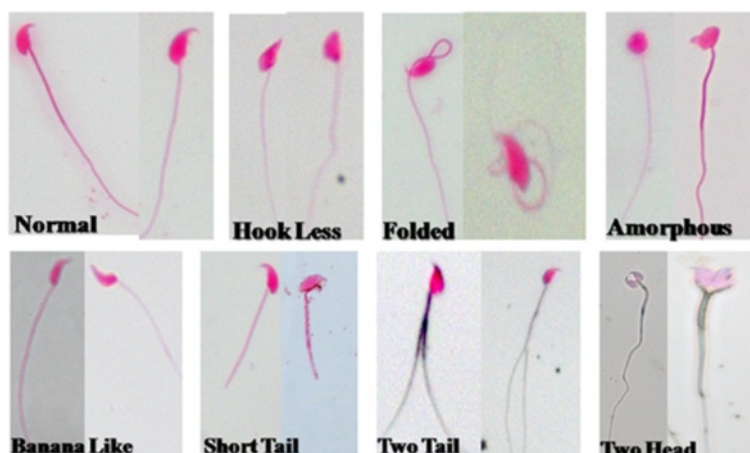 Normal
Hook Less
Folded
Amorphous
Banana Like
Short Tail
Two Tail
Two Head